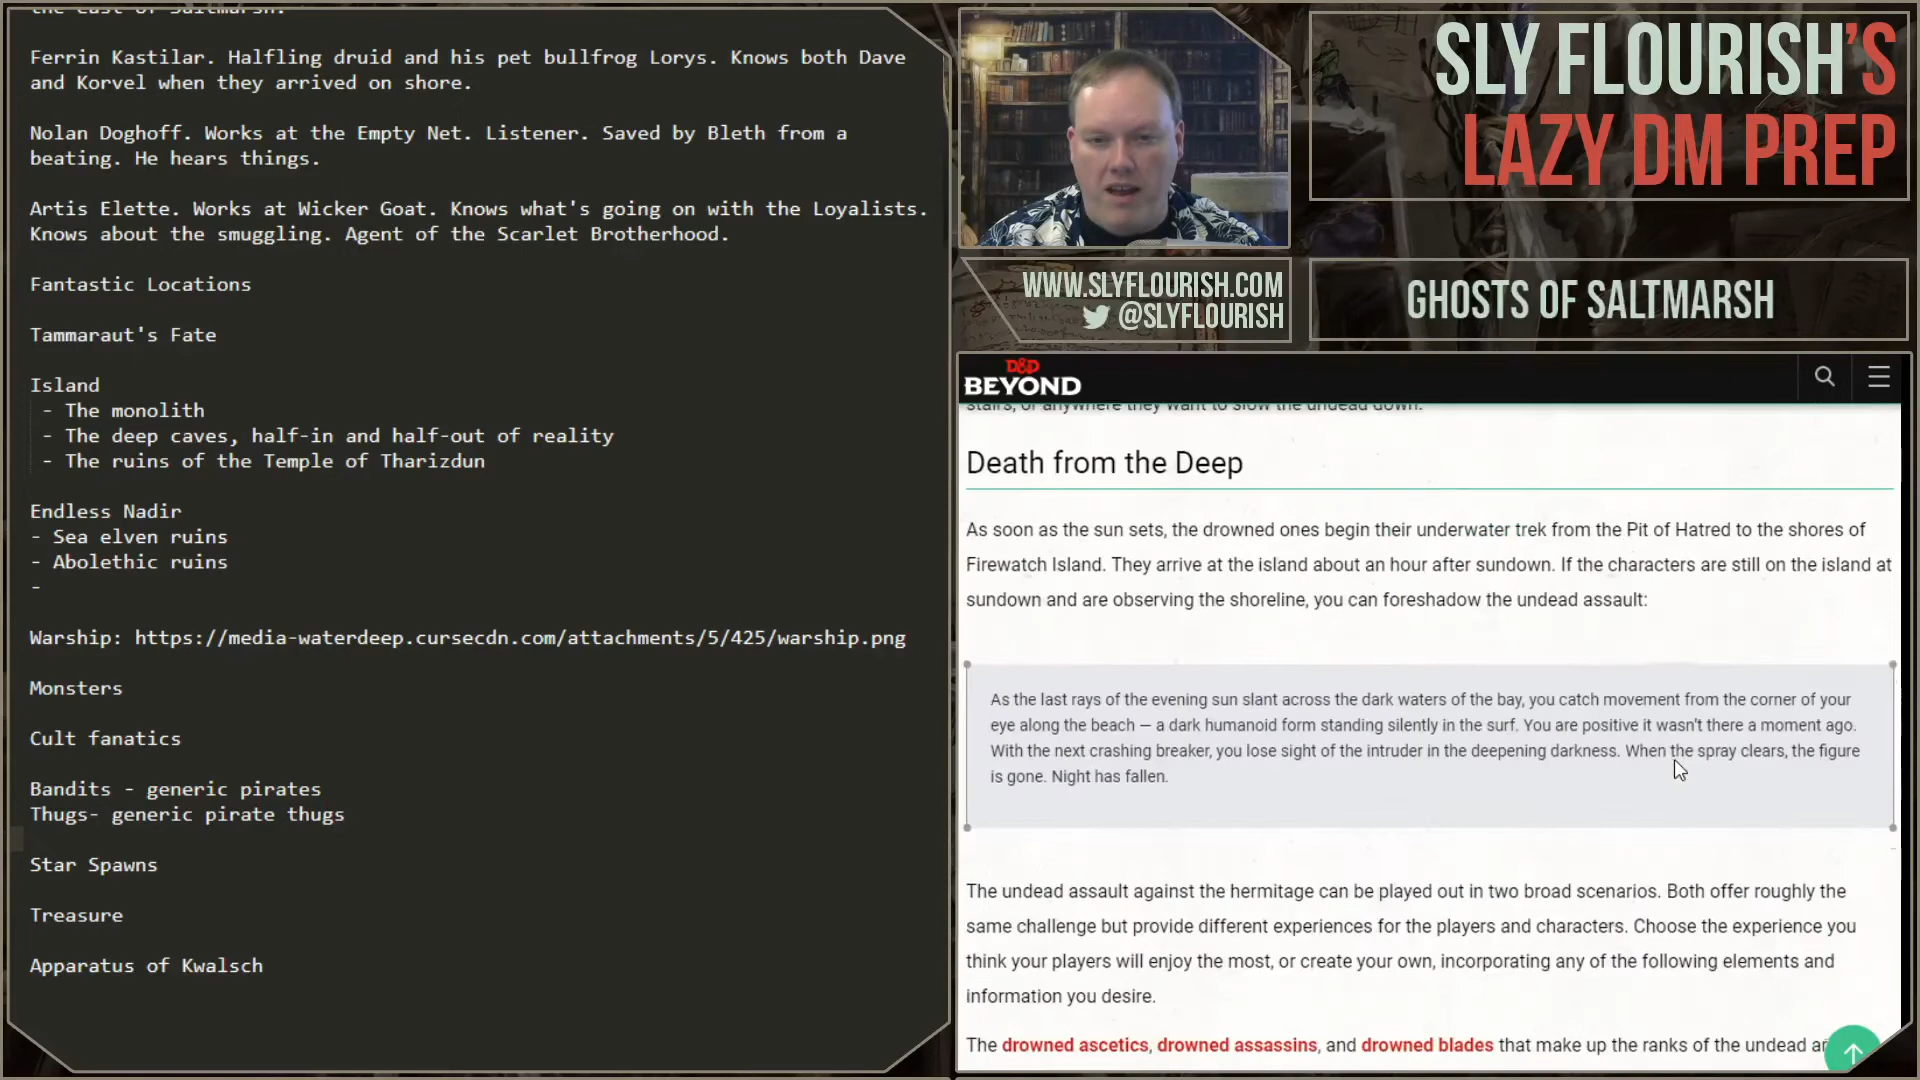 the East of Saltmarsh.
Ferrin Kastilar. Halfling druid and his pet bullfrog Lorys. Knows both Dave
and Korvel when they arrived on shore.
Nolan Doghoff. Works at the Empty Net. Listener. Saved by Bleth from a
beating. He hears things.
Artis Elette. Works at Wicker Goat. Knows what's going on with the Loyalists.
Knows about the smuggling. Agent of the Scarlet Brotherhood.
Fantastic Locations
Tammaraut's Fate
Island
- The monolith
- The deep caves, half-in and half-out of reality
- The ruins of the Temple of Tharizdun
Endless Nadir
- Sea elven ruins
- Abolethic ruins
-
Warship: https://media-waterdeep.cursecdn.com/attachments/5/425/warship.png
Monsters
Cult fanatics
Bandits - generic pirates
Thugs- generic pirate thugs
Star Spawns
Treasure
Apparatus of Kwalsch
SLY FLOURISH'S
LAZY DM PREP
WWW.SLYFLOURISH.COM
@SLYFLOURISH
GHOSTS OF SALTMARSH
D&D
BEYOND
stairs, or anywhere they want to slow the undead down.
Death from the Deep
As soon as the sun sets, the drowned ones begin their underwater trek from the Pit of Hatred to the shores of
Firewatch Island. They arrive at the island about an hour after sundown. If the characters are still on the island at
sundown and are observing the shoreline, you can foreshadow the undead assault:
As the last rays of the evening sun slant across the dark waters of the bay, you catch movement from the corner of your
eye along the beach — a dark humanoid form standing silently in the surf. You are positive it wasn't there a moment ago.
With the next crashing breaker, you lose sight of the intruder in the deepening darkness. When the spray clears, the figure
is gone. Night has fallen.
The undead assault against the hermitage can be played out in two broad scenarios. Both offer roughly the
same challenge but provide different experiences for the players and characters. Choose the experience you
think your players will enjoy the most, or create your own, incorporating any of the following elements and
information you desire.
The drowned ascetics, drowned assassins, and drowned blades that make up the ranks of the undead